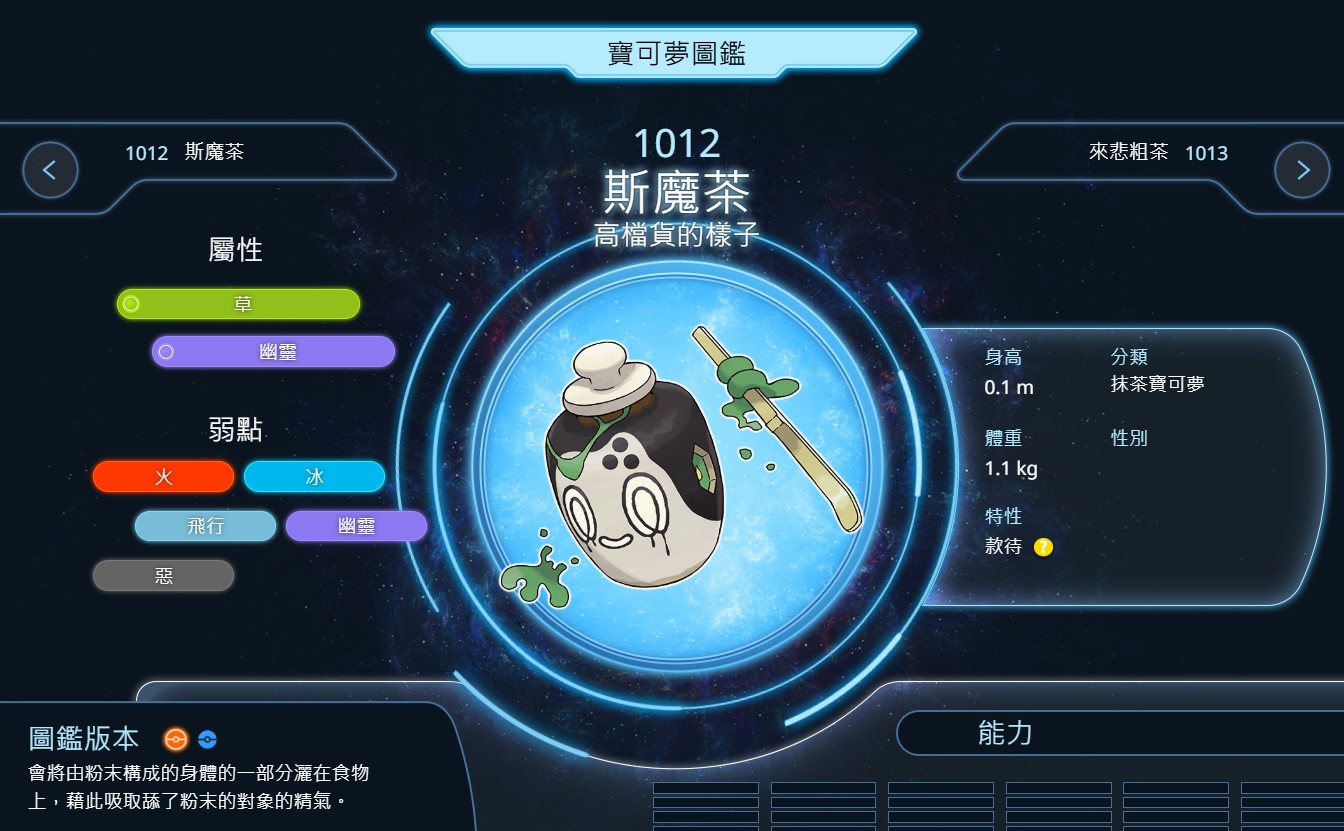 寶可夢圖鑑
1012 斯魔茶
來悲粗茶 1013
1012
斯魔茶
高檔貨的樣子
屬性
草
幽靈
弱點
火
冰
飛行
幽靈
惡
身高
0.1 m
分類
抹茶寶可夢
體重
1.1 kg
性別
特性
款待 ?
圖鑑版本
會將由粉末構成的身體的一部分灑在食物
上，藉此吸取舔了粉末的對象的精氣。
能力